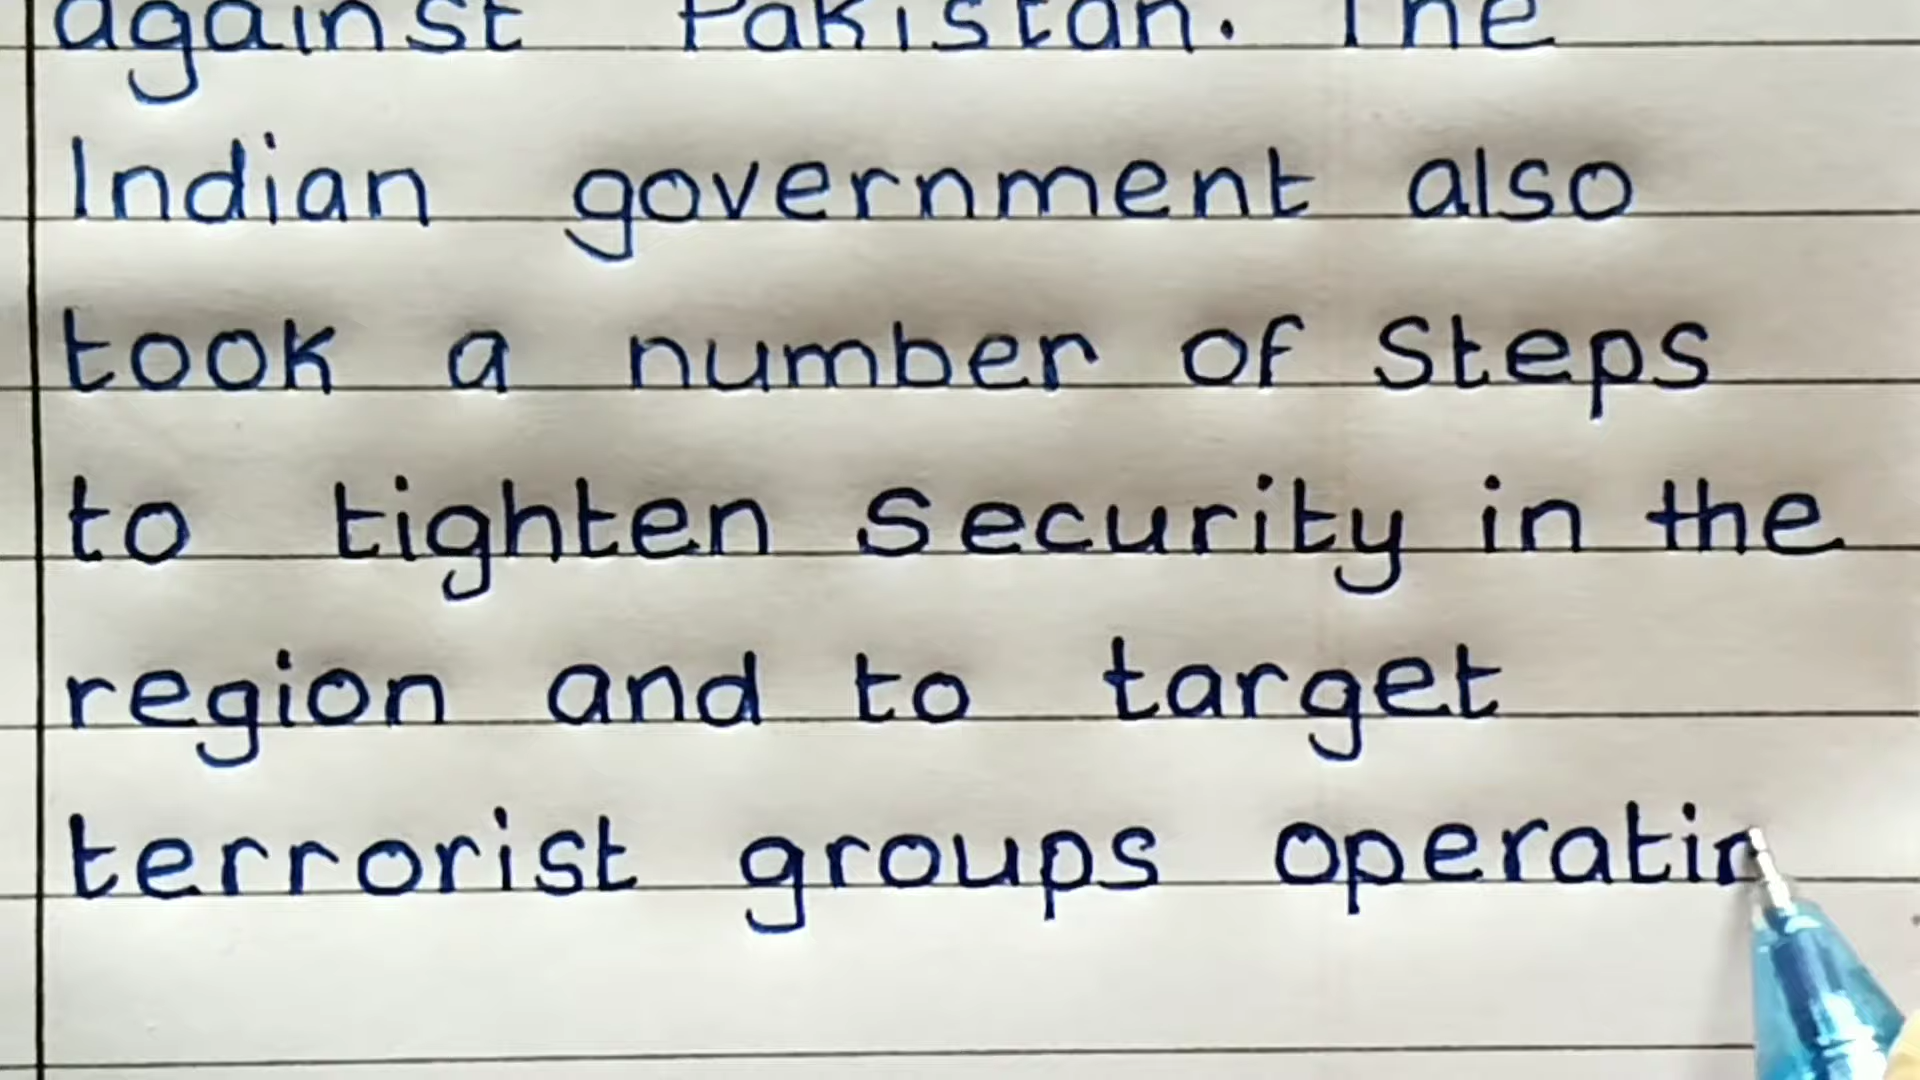 against Pakistan. The
Indian government also
took a number of steps
to tighten security in the
region and to target
terrorist groups operatin